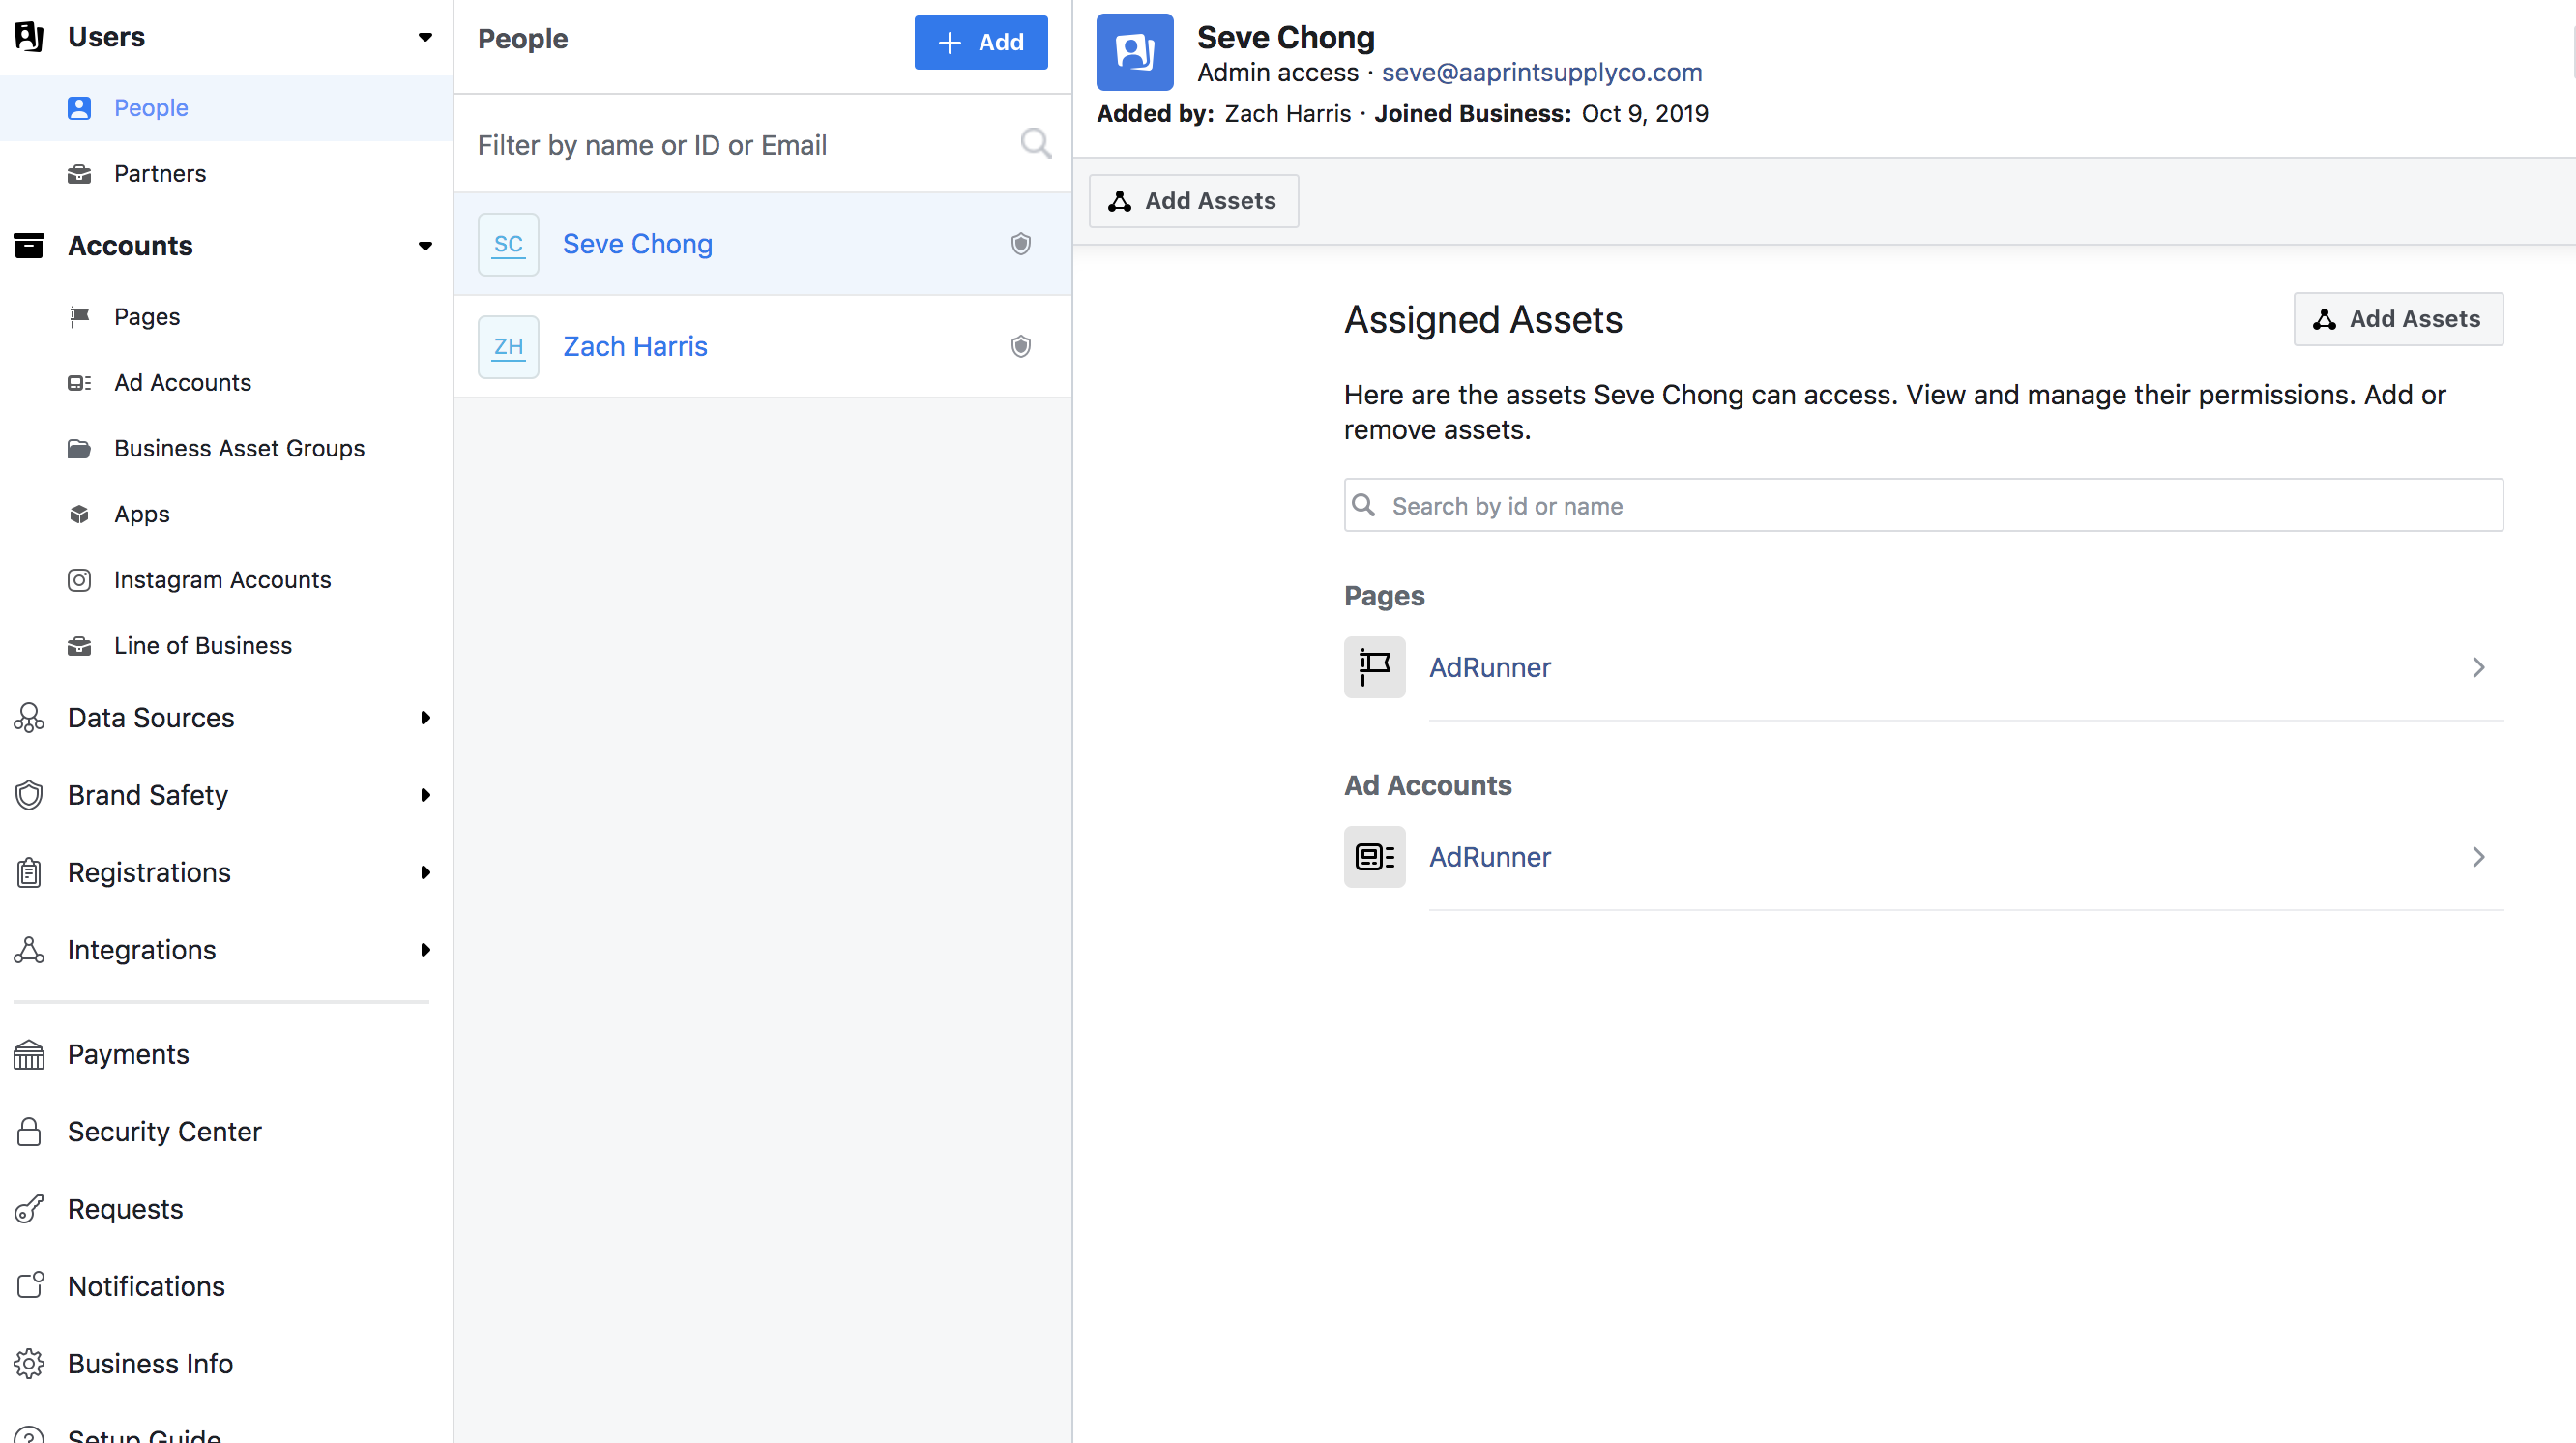 Users
People
Partners
Accounts
Pages
Ad Accounts
Business Asset Groups
Apps
Instagram Accounts
Line of Business
Data Sources
Brand Safety
Registrations
Integrations
Payments
Security Center
Requests
Notifications
Business Info
Setup Guide
People
+ Add
Filter by name or ID or Email
SC Seve Chong
ZH Zach Harris
Seve Chong
Admin access · seve@aaprintsupplyco.com
Added by: Zach Harris · Joined Business: Oct 9, 2019
Add Assets
Assigned Assets
Add Assets
Here are the assets Seve Chong can access. View and manage their permissions. Add or
remove assets.
Search by id or name
Pages
AdRunner
Ad Accounts
AdRunner